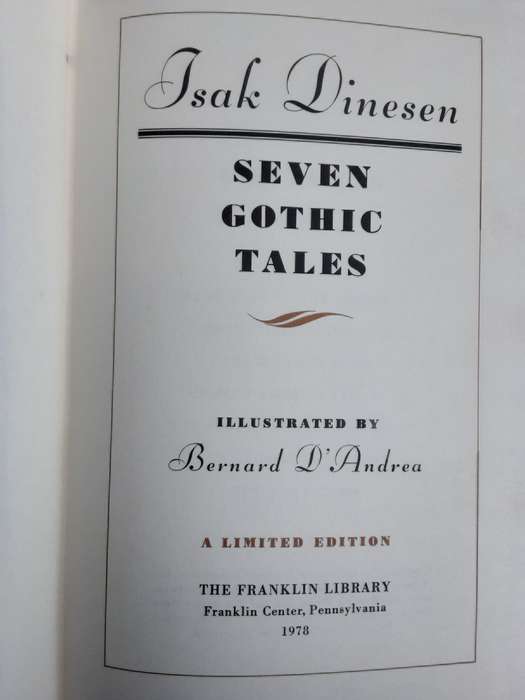 Isak Dinesen
SEVEN
GOTHIC
TALES
ILLUSTRATED BY
Bernard D'Andrea
A LIMITED EDITION
THE FRANKLIN LIBRARY
Franklin Center, Pennsylvania
1978